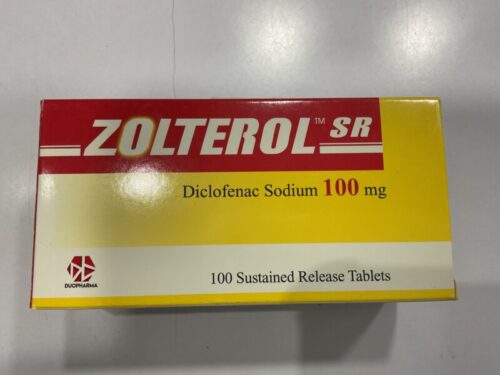 ZOLTEROL™ SR
Diclofenac Sodium 100 mg
100 Sustained Release Tablets
DUOPHARMA